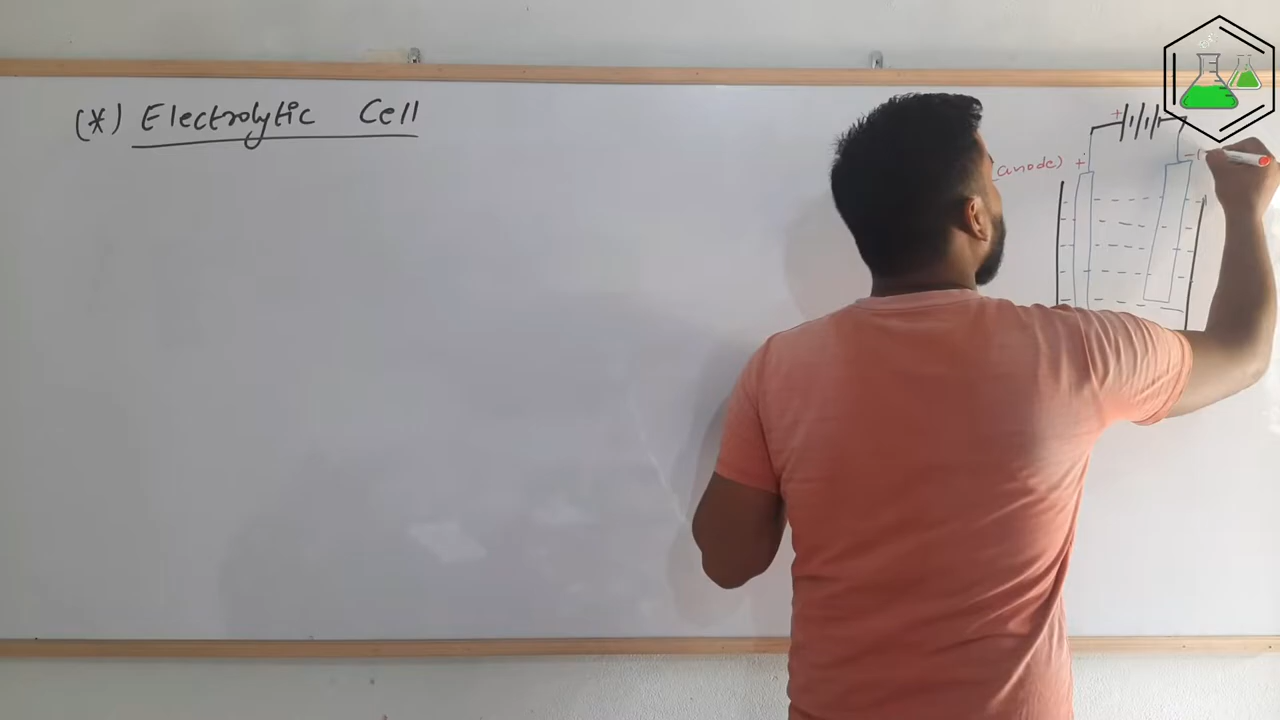 (*) Electrolytic Cell
+
(anode) +
-